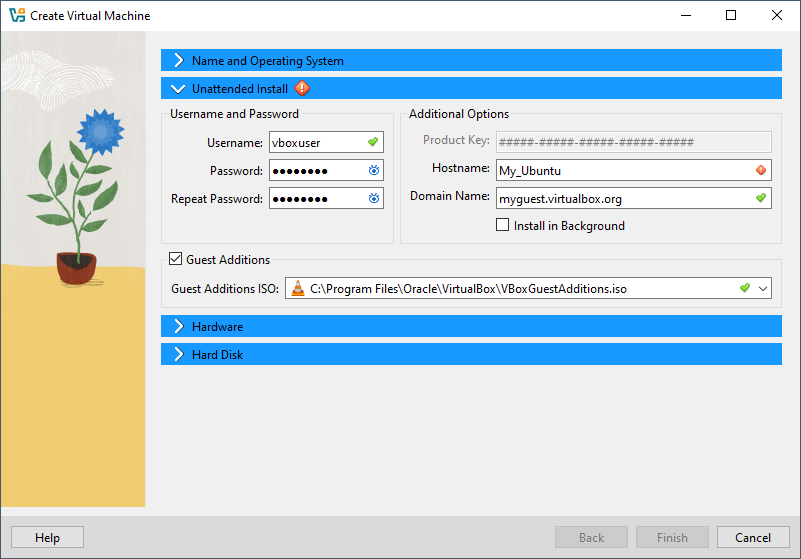 Create Virtual Machine
Name and Operating System
Unattended Install
Username and Password
Username: vboxuser
Password: ●●●●●●●●
Repeat Password: ●●●●●●●●
Additional Options
Product Key: #####-#####-#####-#####-#####
Hostname: My_Ubuntu
Domain Name: myguest.virtualbox.org
Install in Background
Guest Additions
Guest Additions ISO: C:\Program Files\Oracle\VirtualBox\VBoxGuestAdditions.iso
Hardware
Hard Disk
Help Back Finish Cancel